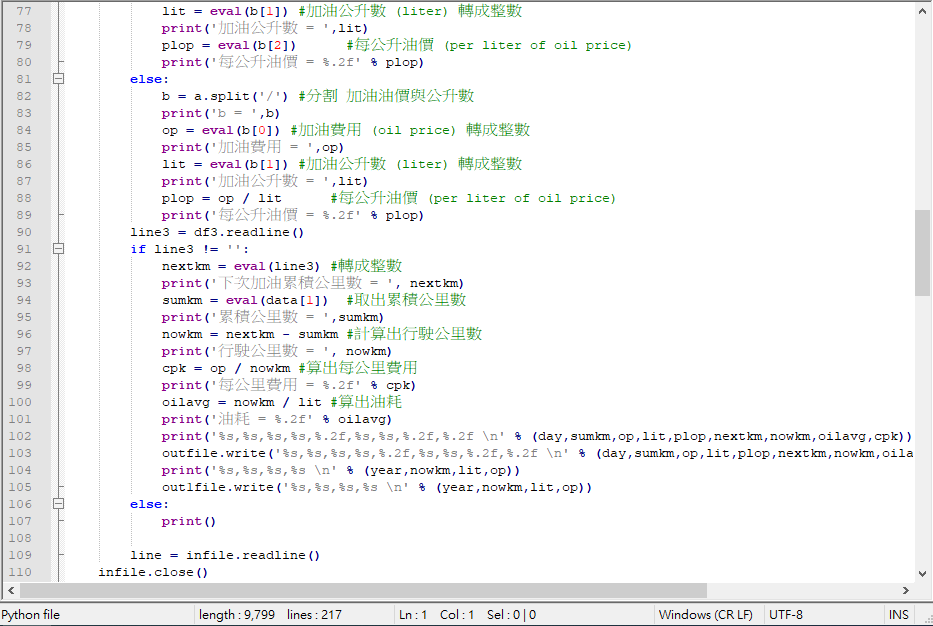 77 lit = eval(b[1]) #加油公升數 (liter) 轉成整數
78 print('加油公升數 = ',lit)
79 plop = eval(b[2]) #每公升油價 (per liter of oil price)
80 print('每公升油價 = %.2f' % plop)
81 else:
82 b = a.split('/') #分割 加油油價與公升數
83 print('b = ',b)
84 op = eval(b[0]) #加油費用 (oil price) 轉成整數
85 print('加油費用 = ',op)
86 lit = eval(b[1]) #加油公升數 (liter) 轉成整數
87 print('加油公升數 = ',lit)
88 plop = op / lit #每公升油價 (per liter of oil price)
89 print('每公升油價 = %.2f' % plop)
90 line3 = df3.readline()
91 if line3 != '':
92 nextkm = eval(line3) #轉成整數
93 print('下次加油累積公里數 = ', nextkm)
94 sumkm = eval(data[1]) #取出累積公里數
95 print('累積公里數 = ',sumkm)
96 nowkm = nextkm - sumkm #計算出行駛公里數
97 print('行駛公里數 = ', nowkm)
98 cpk = op / nowkm #算出每公里費用
99 print('每公里費用 = %.2f' % cpk)
100 oilavg = nowkm / lit #算出油耗
101 print('油耗 = %.2f' % oilavg)
102 print('%s,%s,%s,%s,%.2f,%s,%s,%.2f,%.2f \n' % (day,sumkm,op,lit,plop,nextkm,nowkm,oilavg,cpk))
103 outfile.write('%s,%s,%s,%s,%.2f,%s,%s,%.2f,%.2f \n' % (day,sumkm,op,lit,plop,nextkm,nowkm,oila
104 print('%s,%s,%s,%s \n' % (year,nowkm,lit,op))
105 out1file.write('%s,%s,%s,%s \n' % (year,nowkm,lit,op))
106 else:
107 print()
108
109 line = infile.readline()
110 infile.close()
Python file length : 9,799 lines : 217 Ln : 1 Col : 1 Sel : 0 | 0 Windows (CR LF) UTF-8 INS